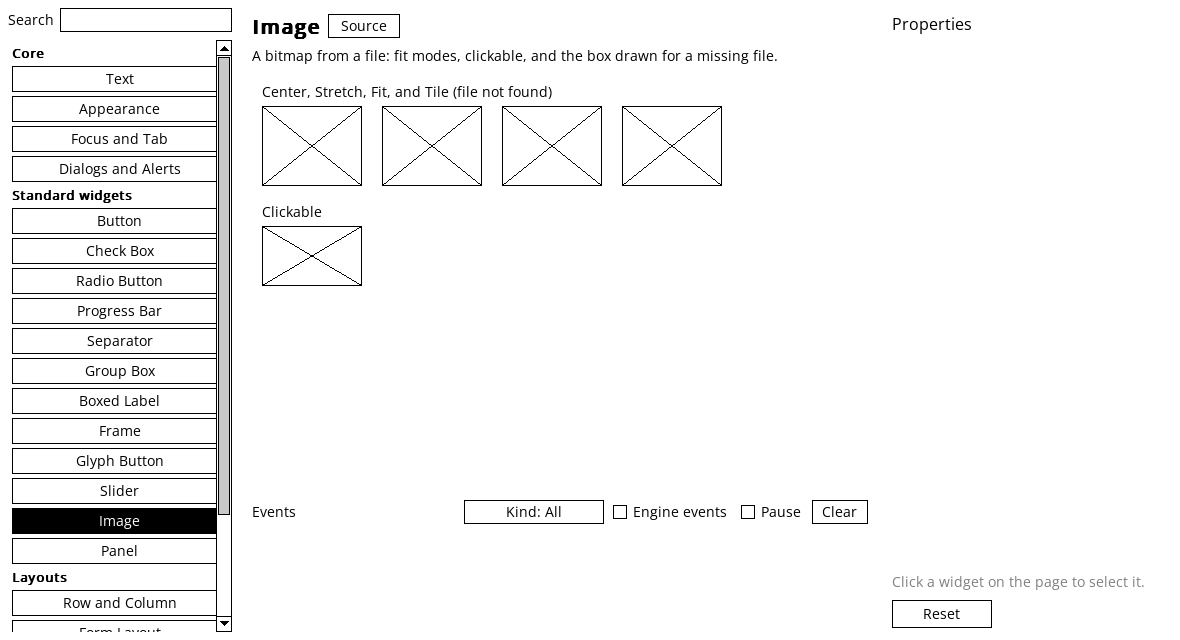 Search
Core
Text
Appearance
Focus and Tab
Dialogs and Alerts
Standard widgets
Button
Check Box
Radio Button
Progress Bar
Separator
Group Box
Boxed Label
Frame
Glyph Button
Slider
Image
Panel
Layouts
Row and Column
Form Layout
Image Source
A bitmap from a file: fit modes, clickable, and the box drawn for a missing file.
Center, Stretch, Fit, and Tile (file not found)
Clickable
Events Kind: All Engine events Pause Clear
Properties
Click a widget on the page to select it.
Reset